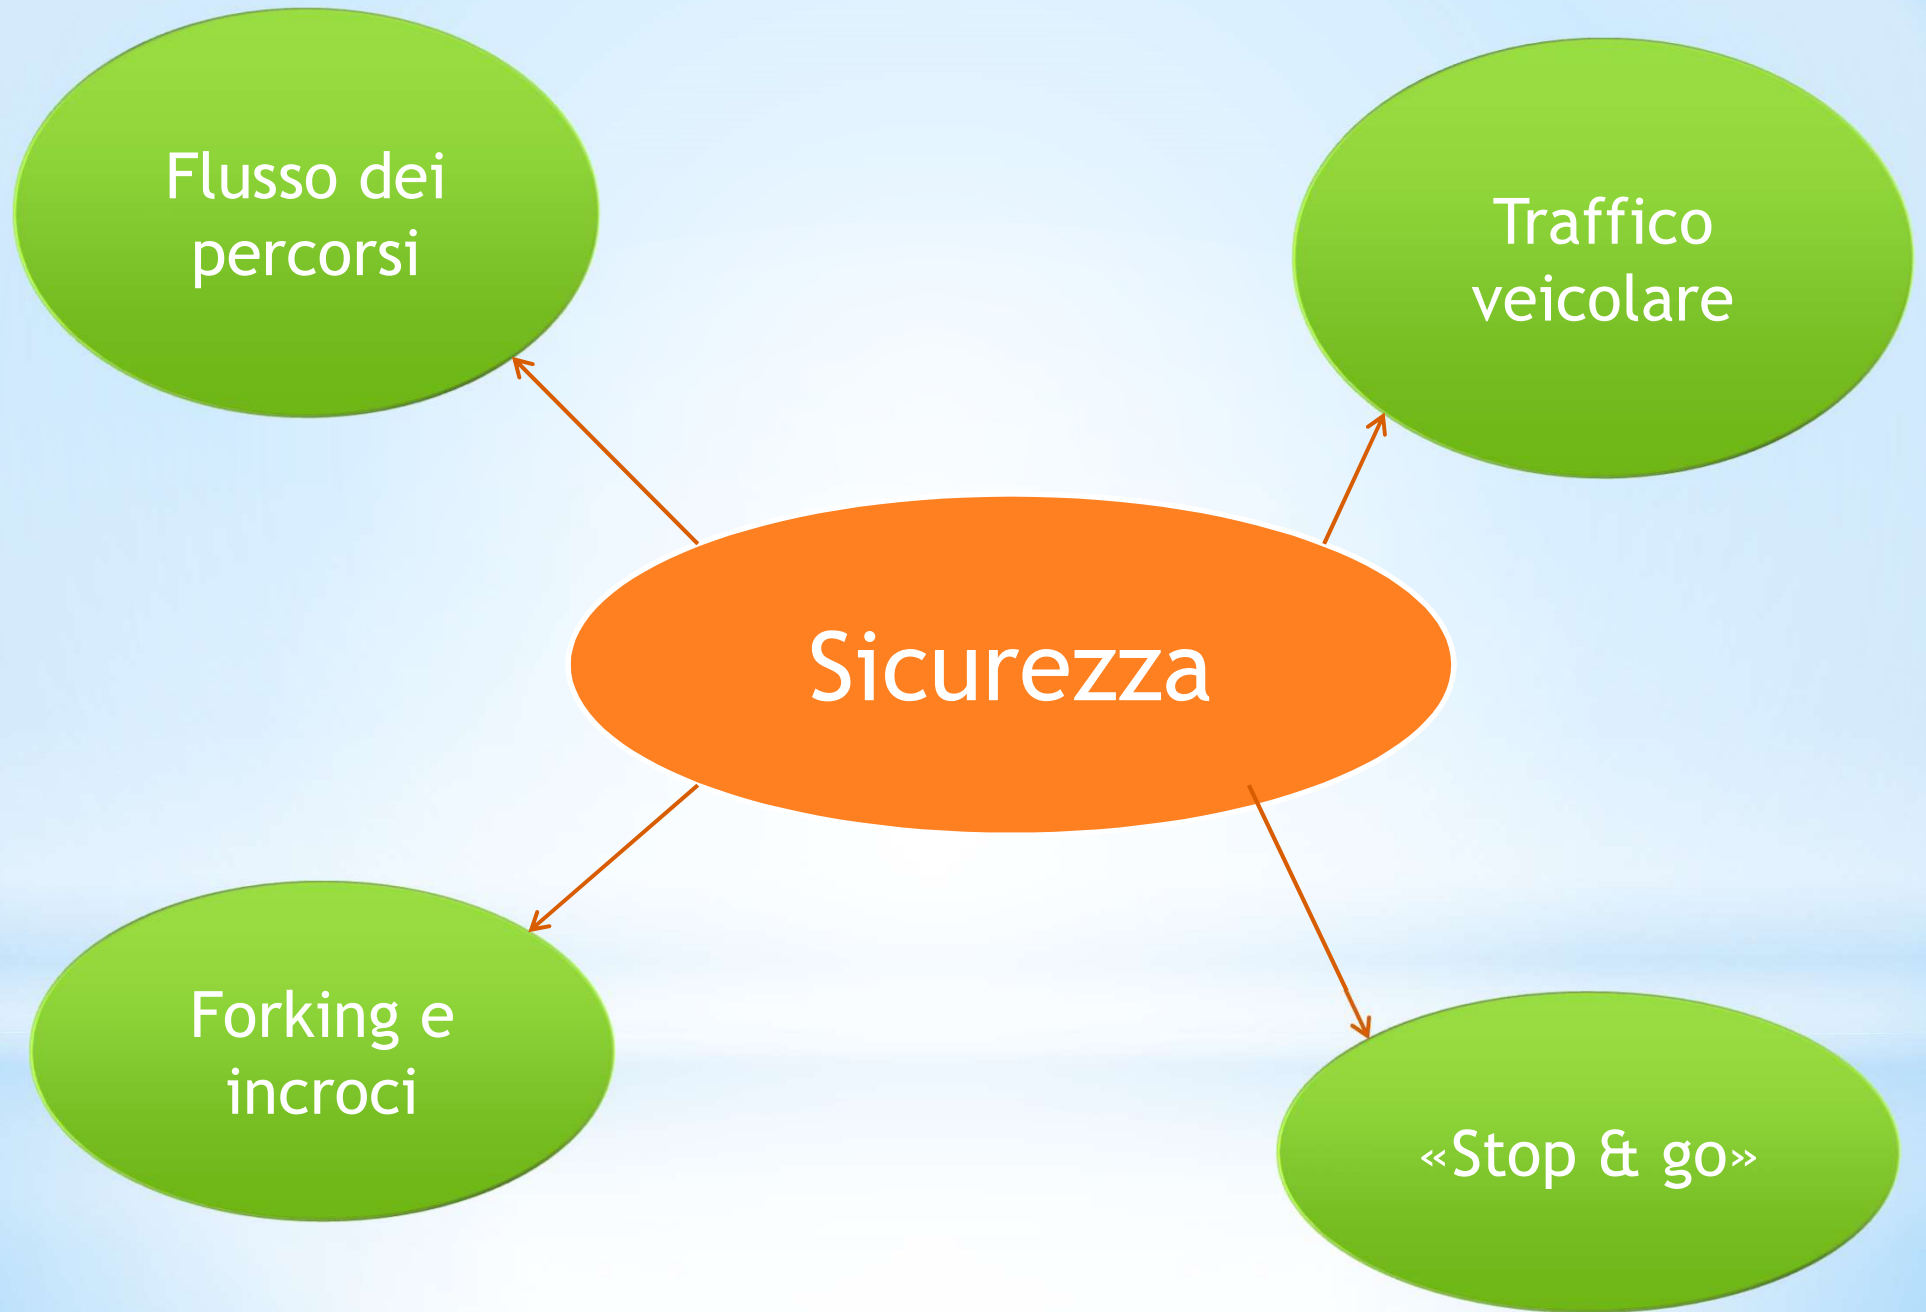 Flusso dei
percorsi
Traffico
veicolare
Sicurezza
Forking e
incroci
«Stop & go»